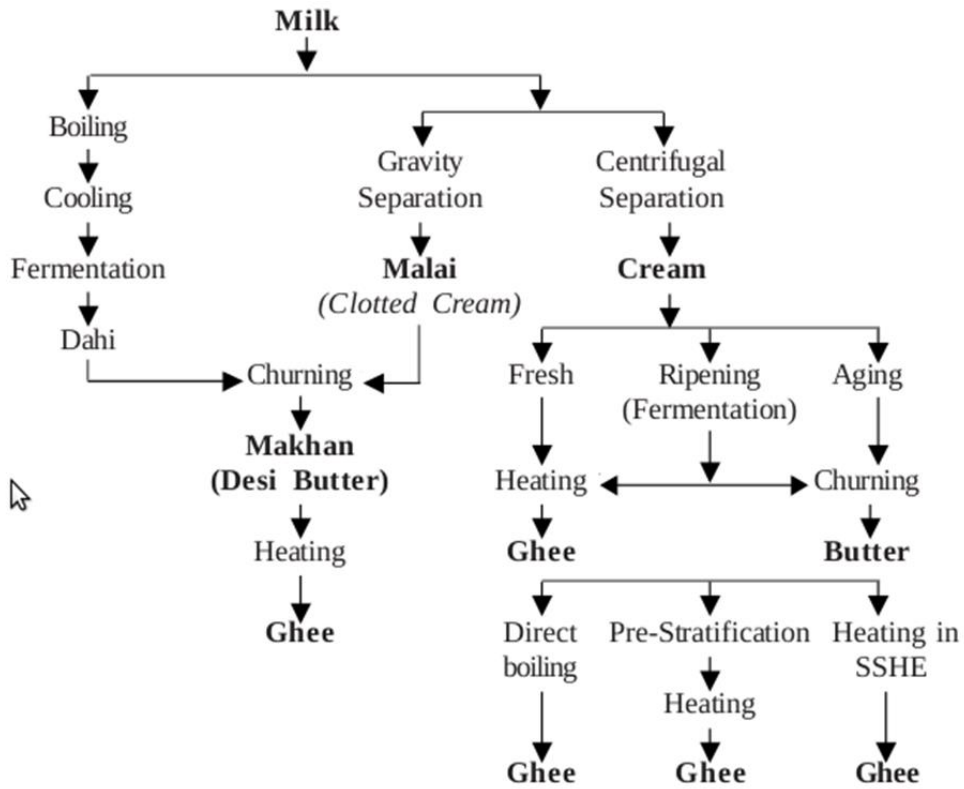 Milk
Boiling
Cooling
Fermentation
Dahi
Gravity
Separation
Malai
(Clotted Cream)
Churning
Makhan
(Desi Butter)
Heating
Ghee
Centrifugal
Separation
Cream
Fresh
Heating
Ghee
Ripening
(Fermentation)
Aging
Churning
Butter
Direct
boiling
Ghee
Pre-Stratification
Heating
Ghee
Heating in
SSHE
Ghee